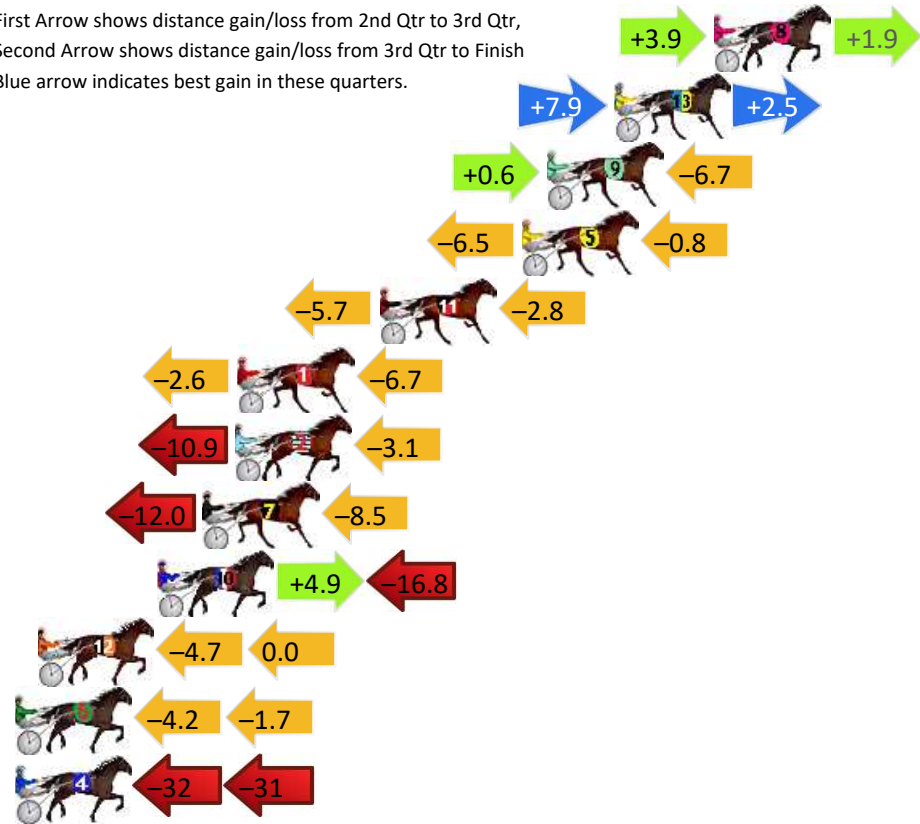 First Arrow shows distance gain/loss from 2nd Qtr to 3rd Qtr,
Second Arrow shows distance gain/loss from 3rd Qtr to Finish
Blue arrow indicates best gain in these quarters.
+3.9 8 +1.9
+7.9 3 +2.5
+0.6 9 −6.7
−6.5 5 −0.8
−5.7 11 −2.8
−2.6 1 −6.7
−10.9 2 −3.1
−12.0 7 −8.5
10 +4.9 −16.8
12 −4.7 0.0
6 −4.2 −1.7
4 −32 −31